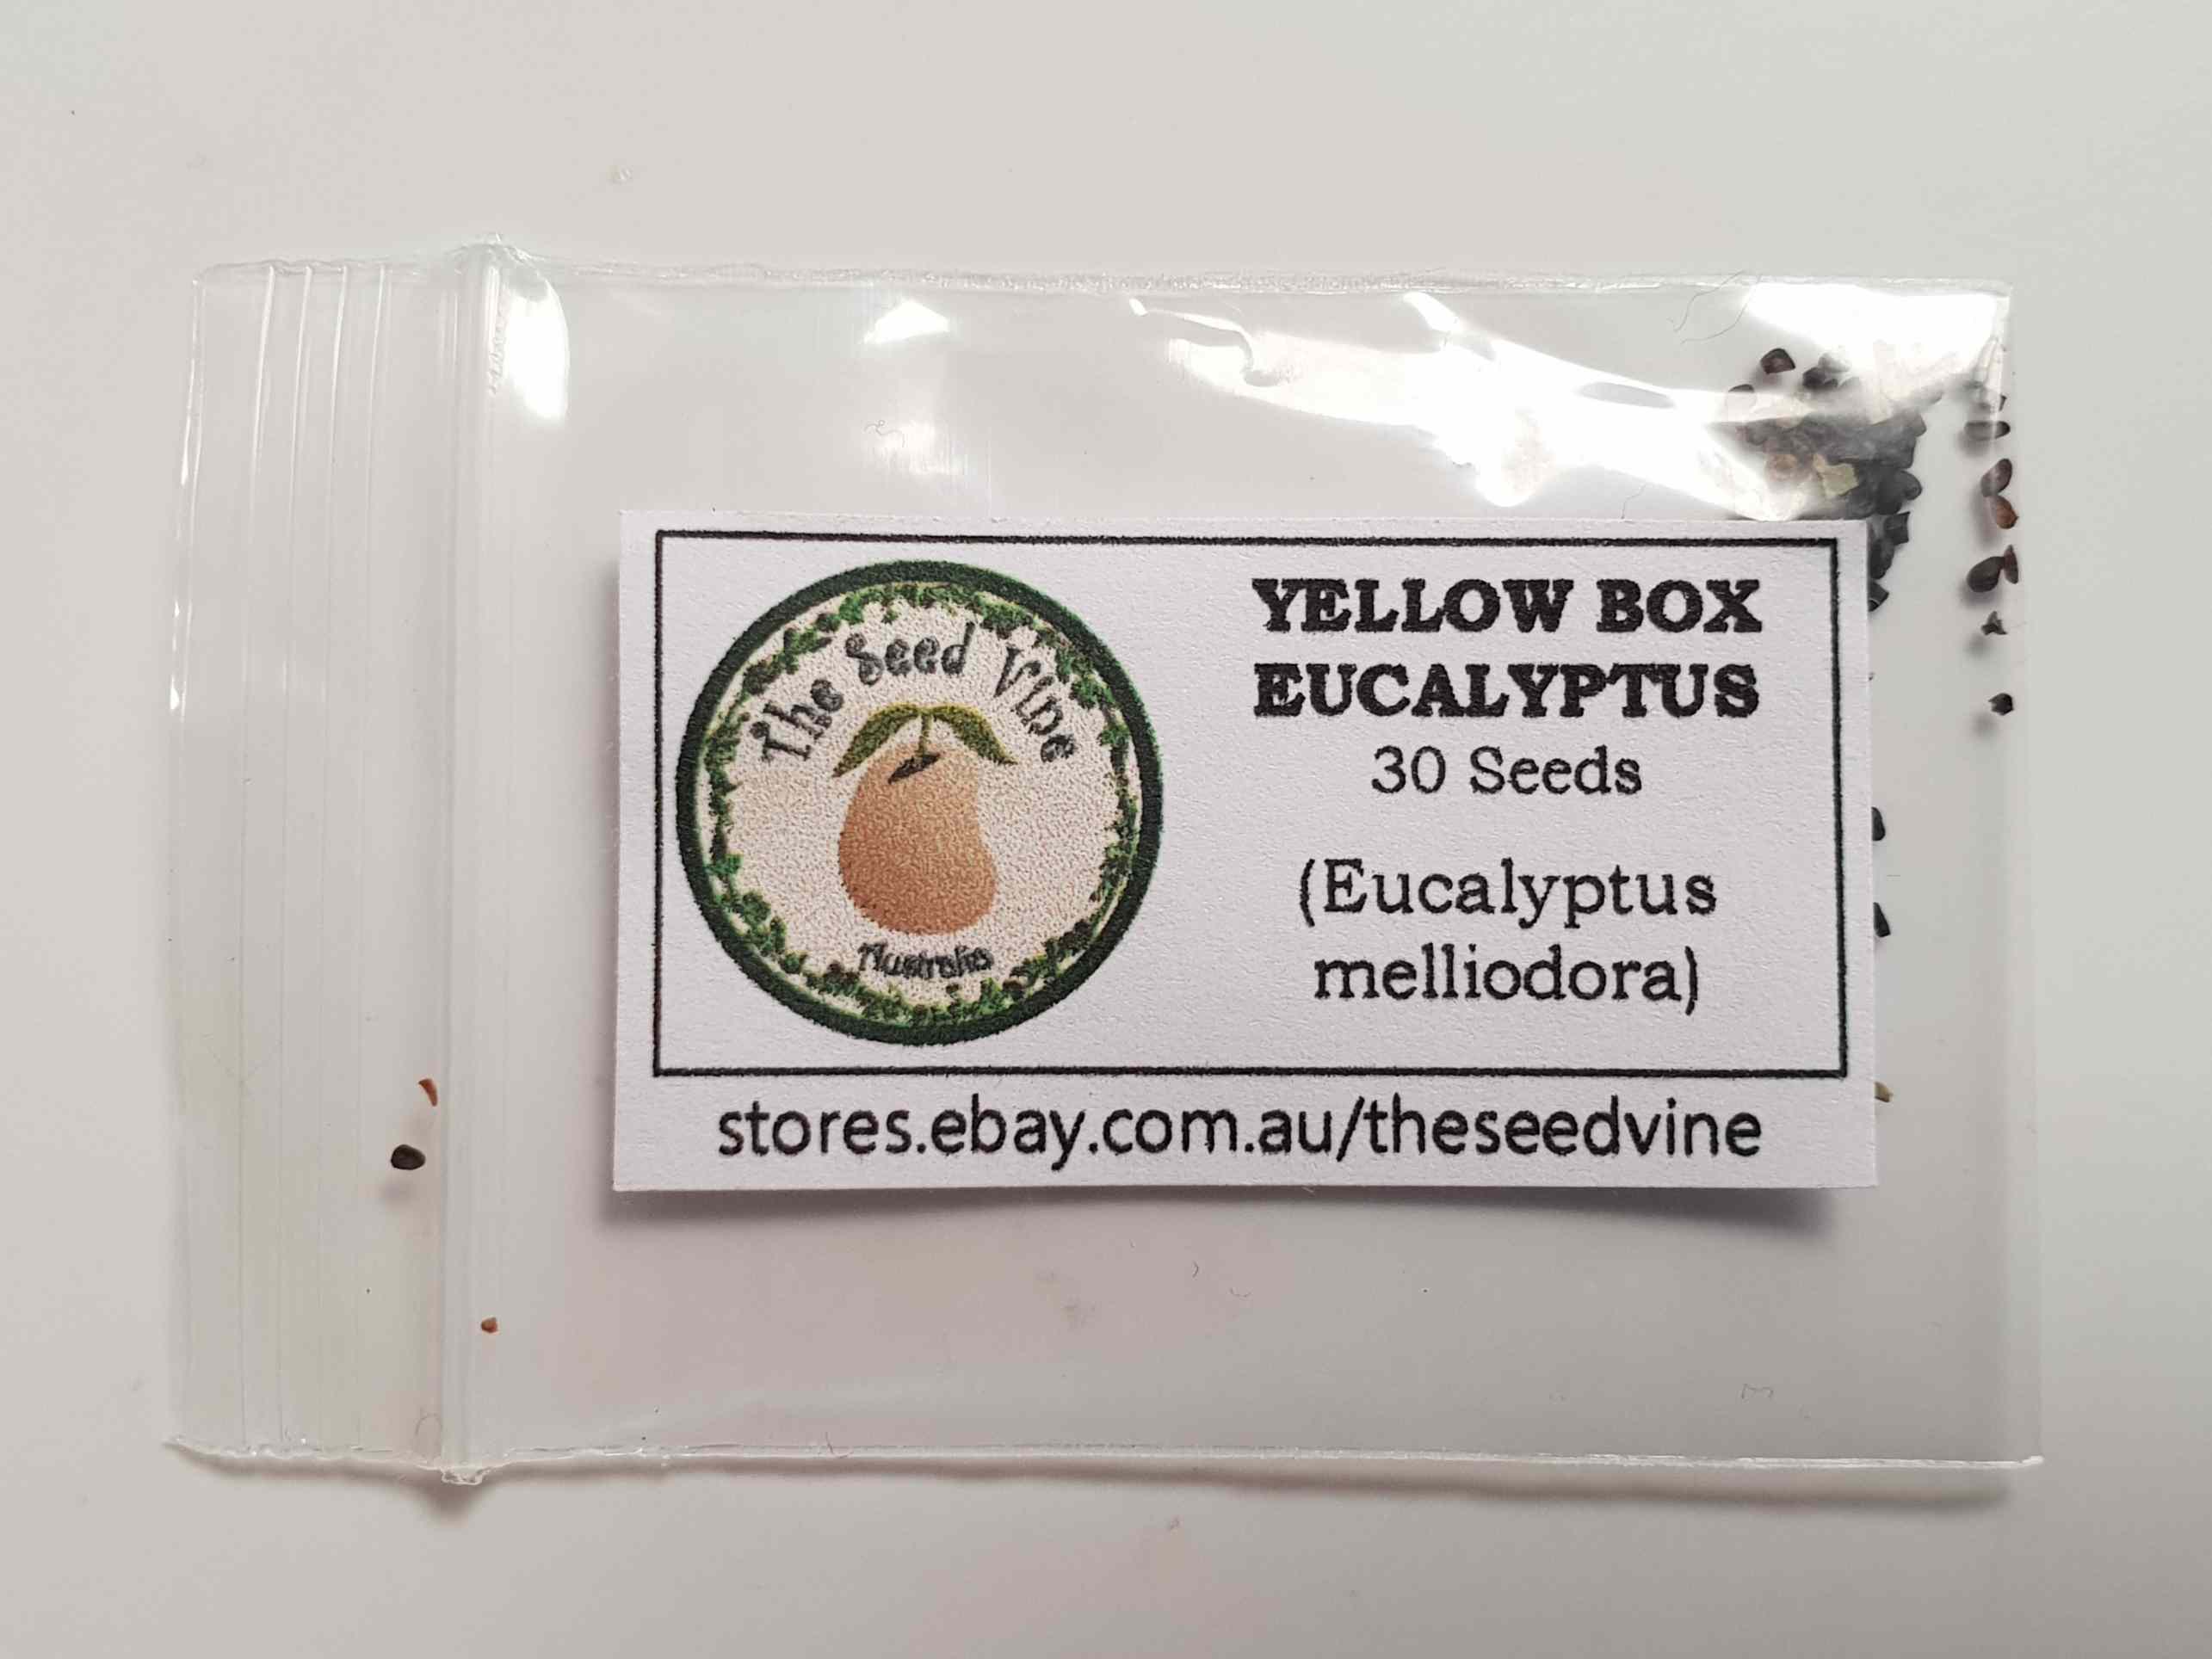 The Seed Vine
Australia
YELLOW BOX
EUCALYPTUS
30 Seeds
(Eucalyptus
melliodora)
stores.ebay.com.au/theseedvine